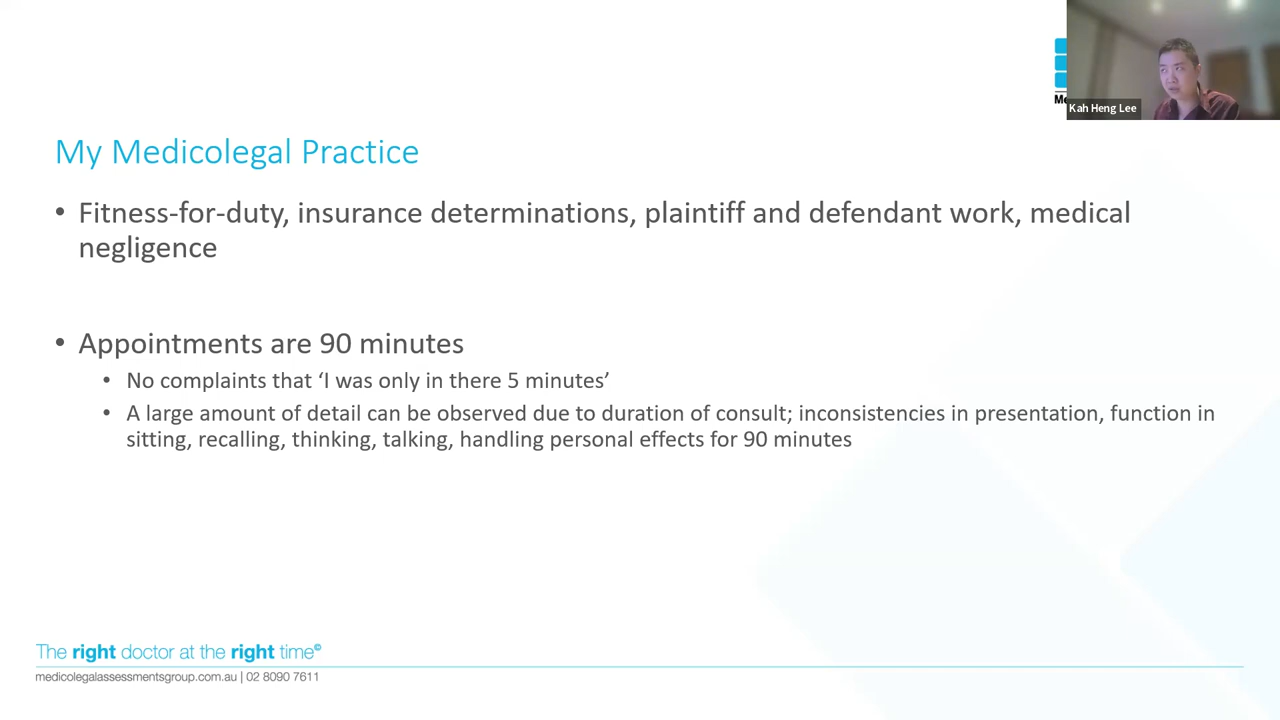 Me
Kah Heng Lee
My Medicolegal Practice
• Fitness-for-duty, insurance determinations, plaintiff and defendant work, medical
negligence
• Appointments are 90 minutes
• No complaints that ‘I was only in there 5 minutes’
• A large amount of detail can be observed due to duration of consult; inconsistencies in presentation, function in
sitting, recalling, thinking, talking, handling personal effects for 90 minutes
The right doctor at the right time©
medicolegalassessmentsgroup.com.au | 02 8090 7611